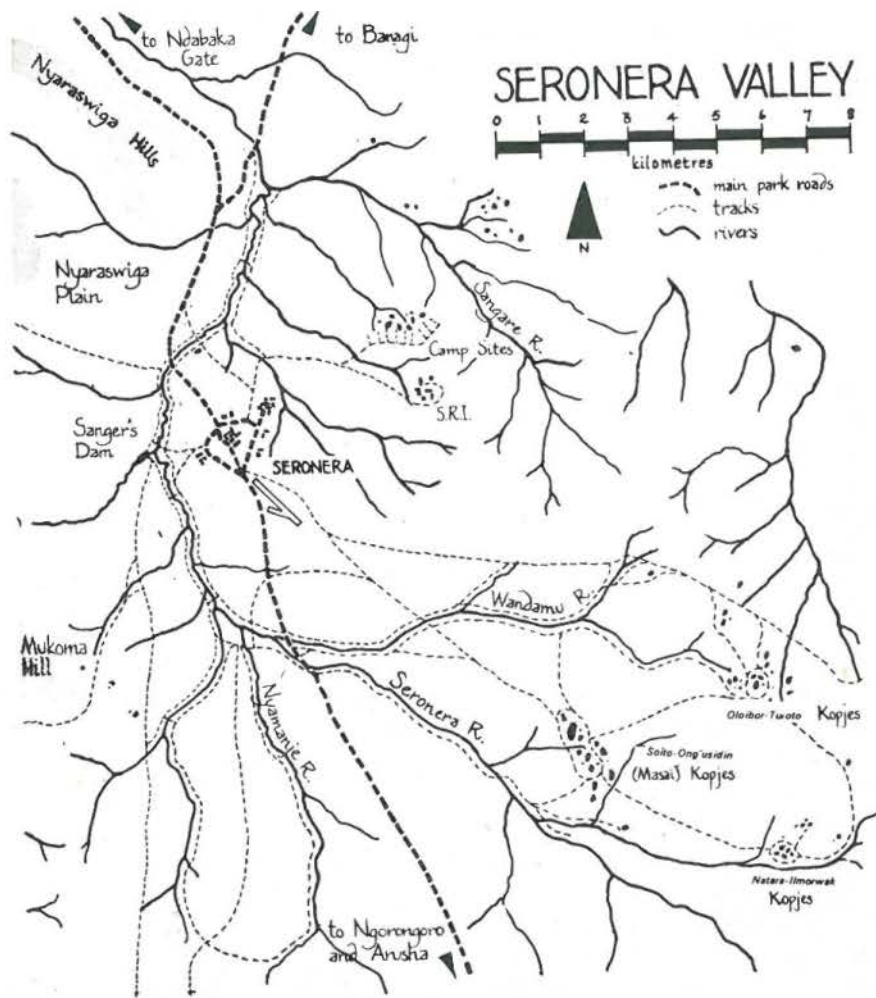 to Ndabaka
Gate
to Banagi
Nyaraswiga Hills
SERONERA VALLEY
0 1 2 3 4 5 6 7 8
kilometres
main park roads
tracks
rivers
N
Nyaraswiga
Plain
Sangare R.
Camp Sites
S.R.I.
Sanger's
Dam
SERONERA
Wandamu R.
Mukoma
Hill
Seronera R.
Nyamanje R.
Oloibor-Turoto Kopjes
Soito-Ong'usidin
(Masai) Kopjes
Natara-Ilmorwak
Kopjes
to Ngorongoro
and Arusha